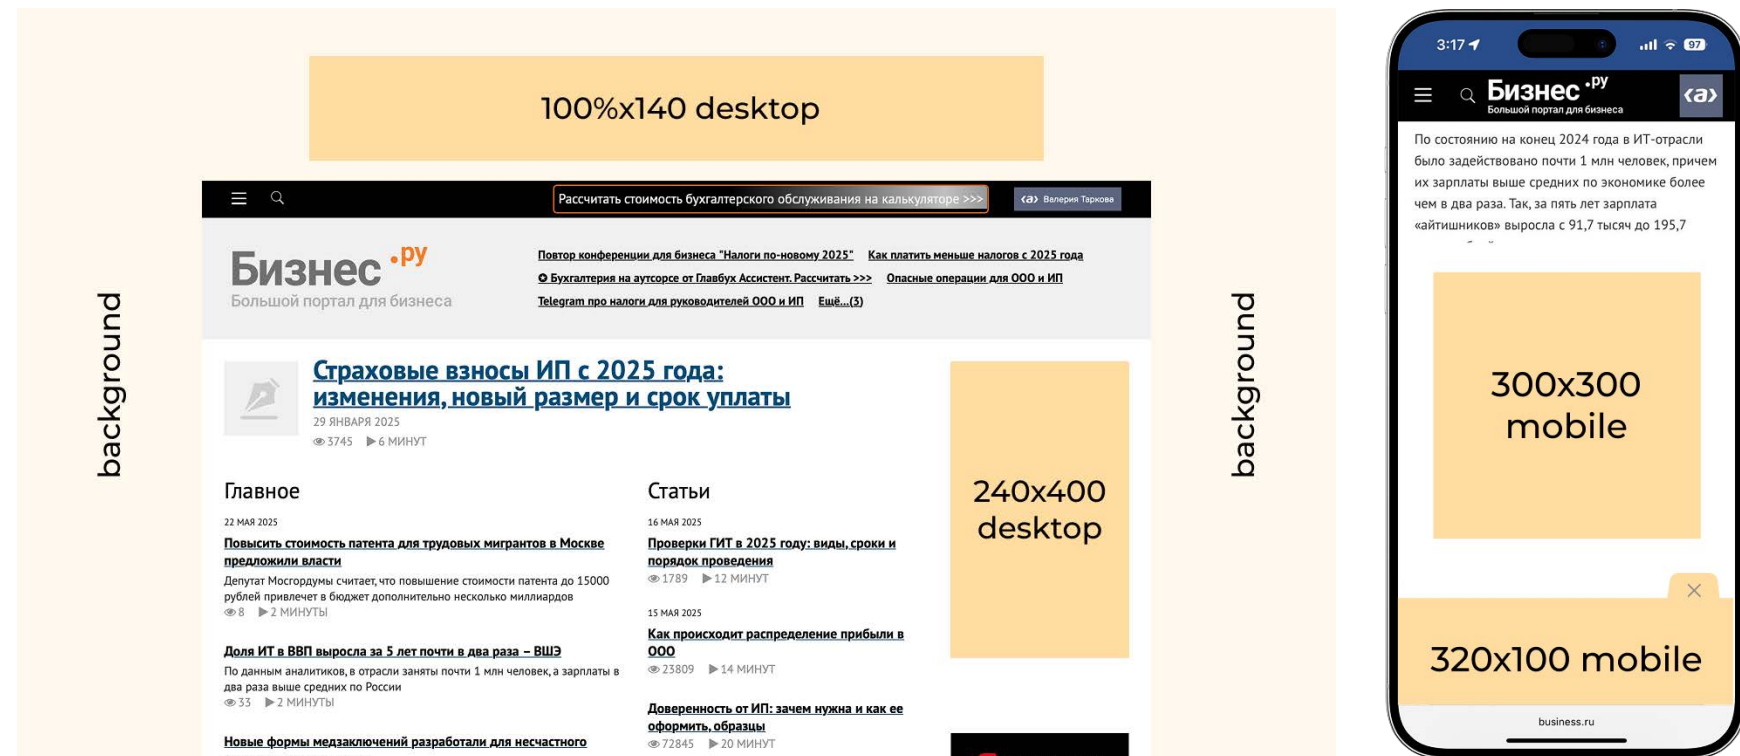 100%x140 desktop
background
Рассчитать стоимость бухгалтерского обслуживания на калькуляторе >>>
‹a› Валерия Таркова
Бизнес.ру
Большой портал для бизнеса
Повтор конференции для бизнеса "Налоги по-новому 2025" Как платить меньше налогов с 2025 года
✪ Бухгалтерия на аутсорсе от Главбух Ассистент. Рассчитать >>> Опасные операции для ООО и ИП
Telegram про налоги для руководителей ООО и ИП Ещё...(3)
Страховые взносы ИП с 2025 года:
изменения, новый размер и срок уплаты
29 ЯНВАРЯ 2025
3745 6 МИНУТ
Главное
22 МАЯ 2025
Повысить стоимость патента для трудовых мигрантов в Москве
предложили власти
Депутат Мосгордумы считает, что повышение стоимости патента до 15000
рублей привлечет в бюджет дополнительно несколько миллиардов
8 2 МИНУТЫ
Доля ИТ в ВВП выросла за 5 лет почти в два раза – ВШЭ
По данным аналитиков, в отрасли заняты почти 1 млн человек, а зарплаты в
два раза выше средних по России
33 2 МИНУТЫ
Новые формы медзаключений разработали для несчастного
Статьи
16 МАЯ 2025
Проверки ГИТ в 2025 году: виды, сроки и
порядок проведения
1789 12 МИНУТ
15 МАЯ 2025
Как происходит распределение прибыли в
ООО
23809 14 МИНУТ
Доверенность от ИП: зачем нужна и как ее
оформить, образцы
72845 20 МИНУТ
240x400
desktop
background
3:17
97
Бизнес.ру
Большой портал для бизнеса
‹a›
По состоянию на конец 2024 года в ИТ-отрасли
было задействовано почти 1 млн человек, причем
их зарплаты выше средних по экономике более
чем в два раза. Так, за пять лет зарплата
«айтишников» выросла с 91,7 тысяч до 195,7
300x300
mobile
320x100 mobile
business.ru